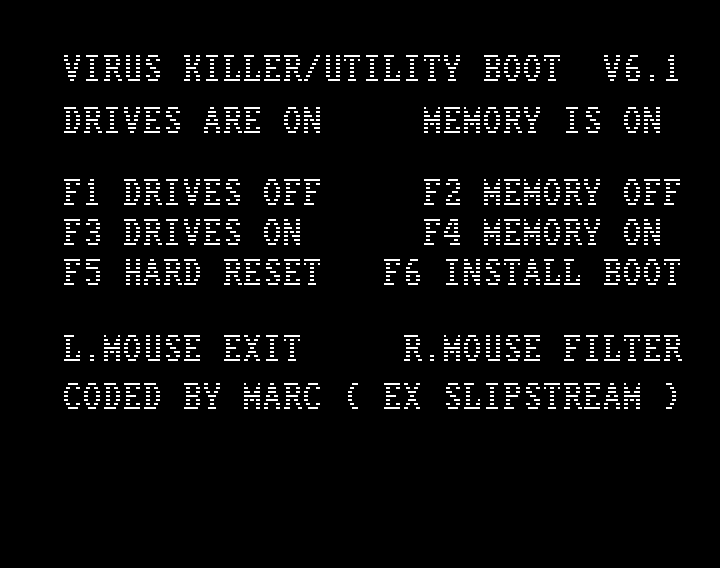 VIRUS KILLER/UTILITY BOOT  V6.1
DRIVES ARE ON     MEMORY IS ON
F1 DRIVES OFF     F2 MEMORY OFF
F3 DRIVES ON      F4 MEMORY ON
F5 HARD RESET   F6 INSTALL BOOT
L.MOUSE EXIT     R.MOUSE FILTER
CODED BY MARC ( EX SLIPSTREAM )